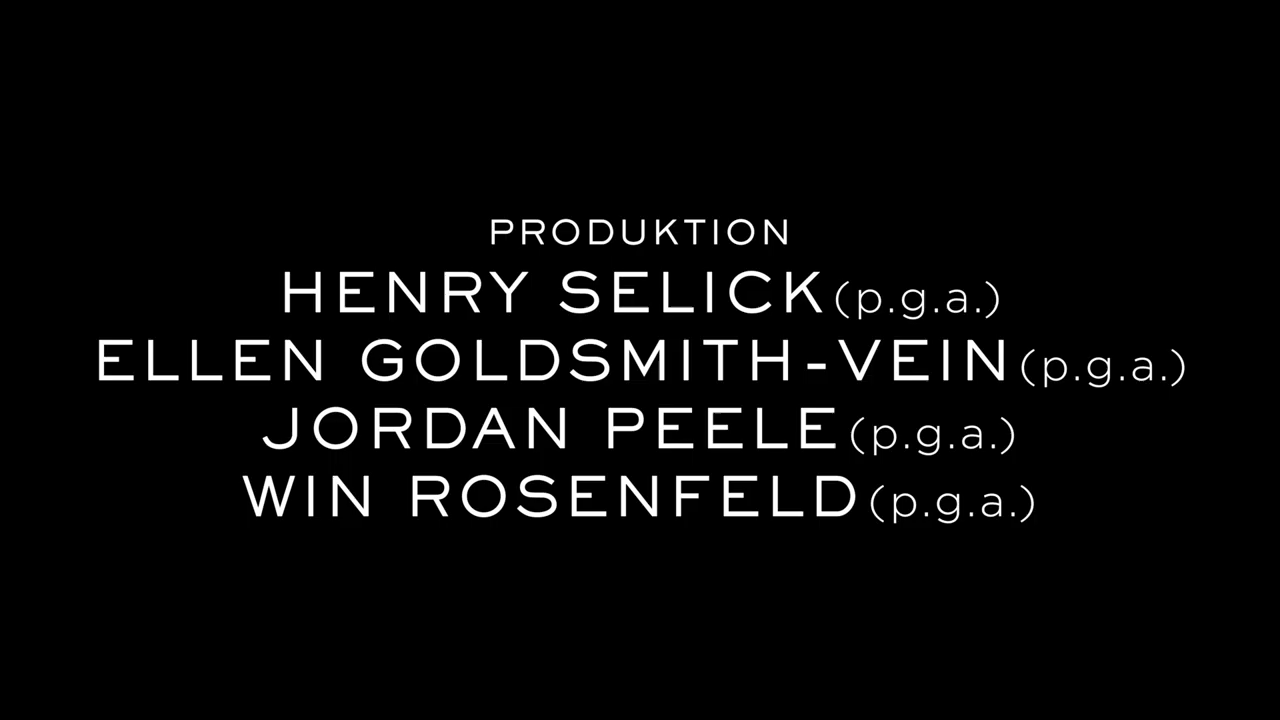 PRODUKTION
HENRY SELICK (p.g.a.)
ELLEN GOLDSMITH-VEIN (p.g.a.)
JORDAN PEELE (p.g.a.)
WIN ROSENFELD (p.g.a.)